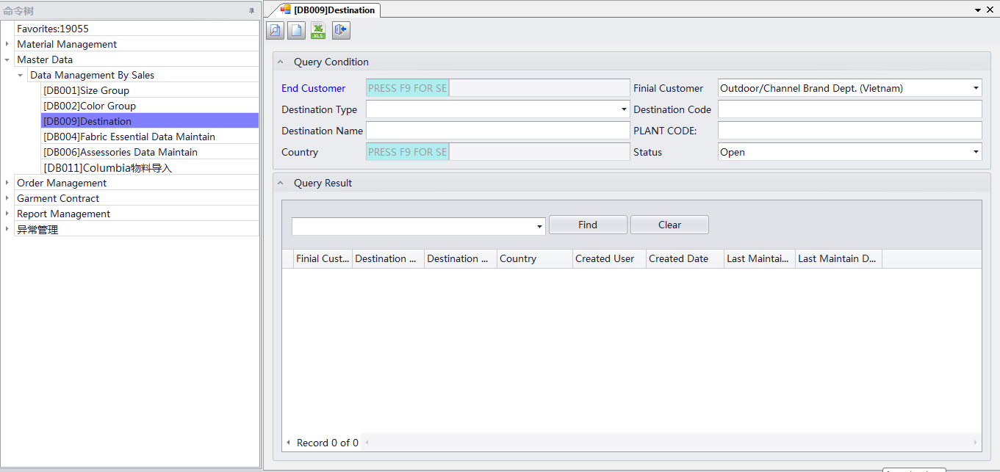 命令树
[DB009]Destination
Favorites:19055
Material Management
Master Data
Data Management By Sales
[DB001]Size Group
[DB002]Color Group
[DB009]Destination
[DB004]Fabric Essential Data Maintain
[DB006]Assessories Data Maintain
[DB011]Columbia物料导入
Order Management
Garment Contract
Report Management
异常管理
XLS
Query Condition
End Customer PRESS F9 FOR SE Finial Customer Outdoor/Channel Brand Dept. (Vietnam)
Destination Type Destination Code
Destination Name PLANT CODE:
Country PRESS F9 FOR SE Status Open
Query Result
Find Clear
Finial Cust... Destination ... Destination ... Country Created User Created Date Last Maintai... Last Maintain D...
Record 0 of 0